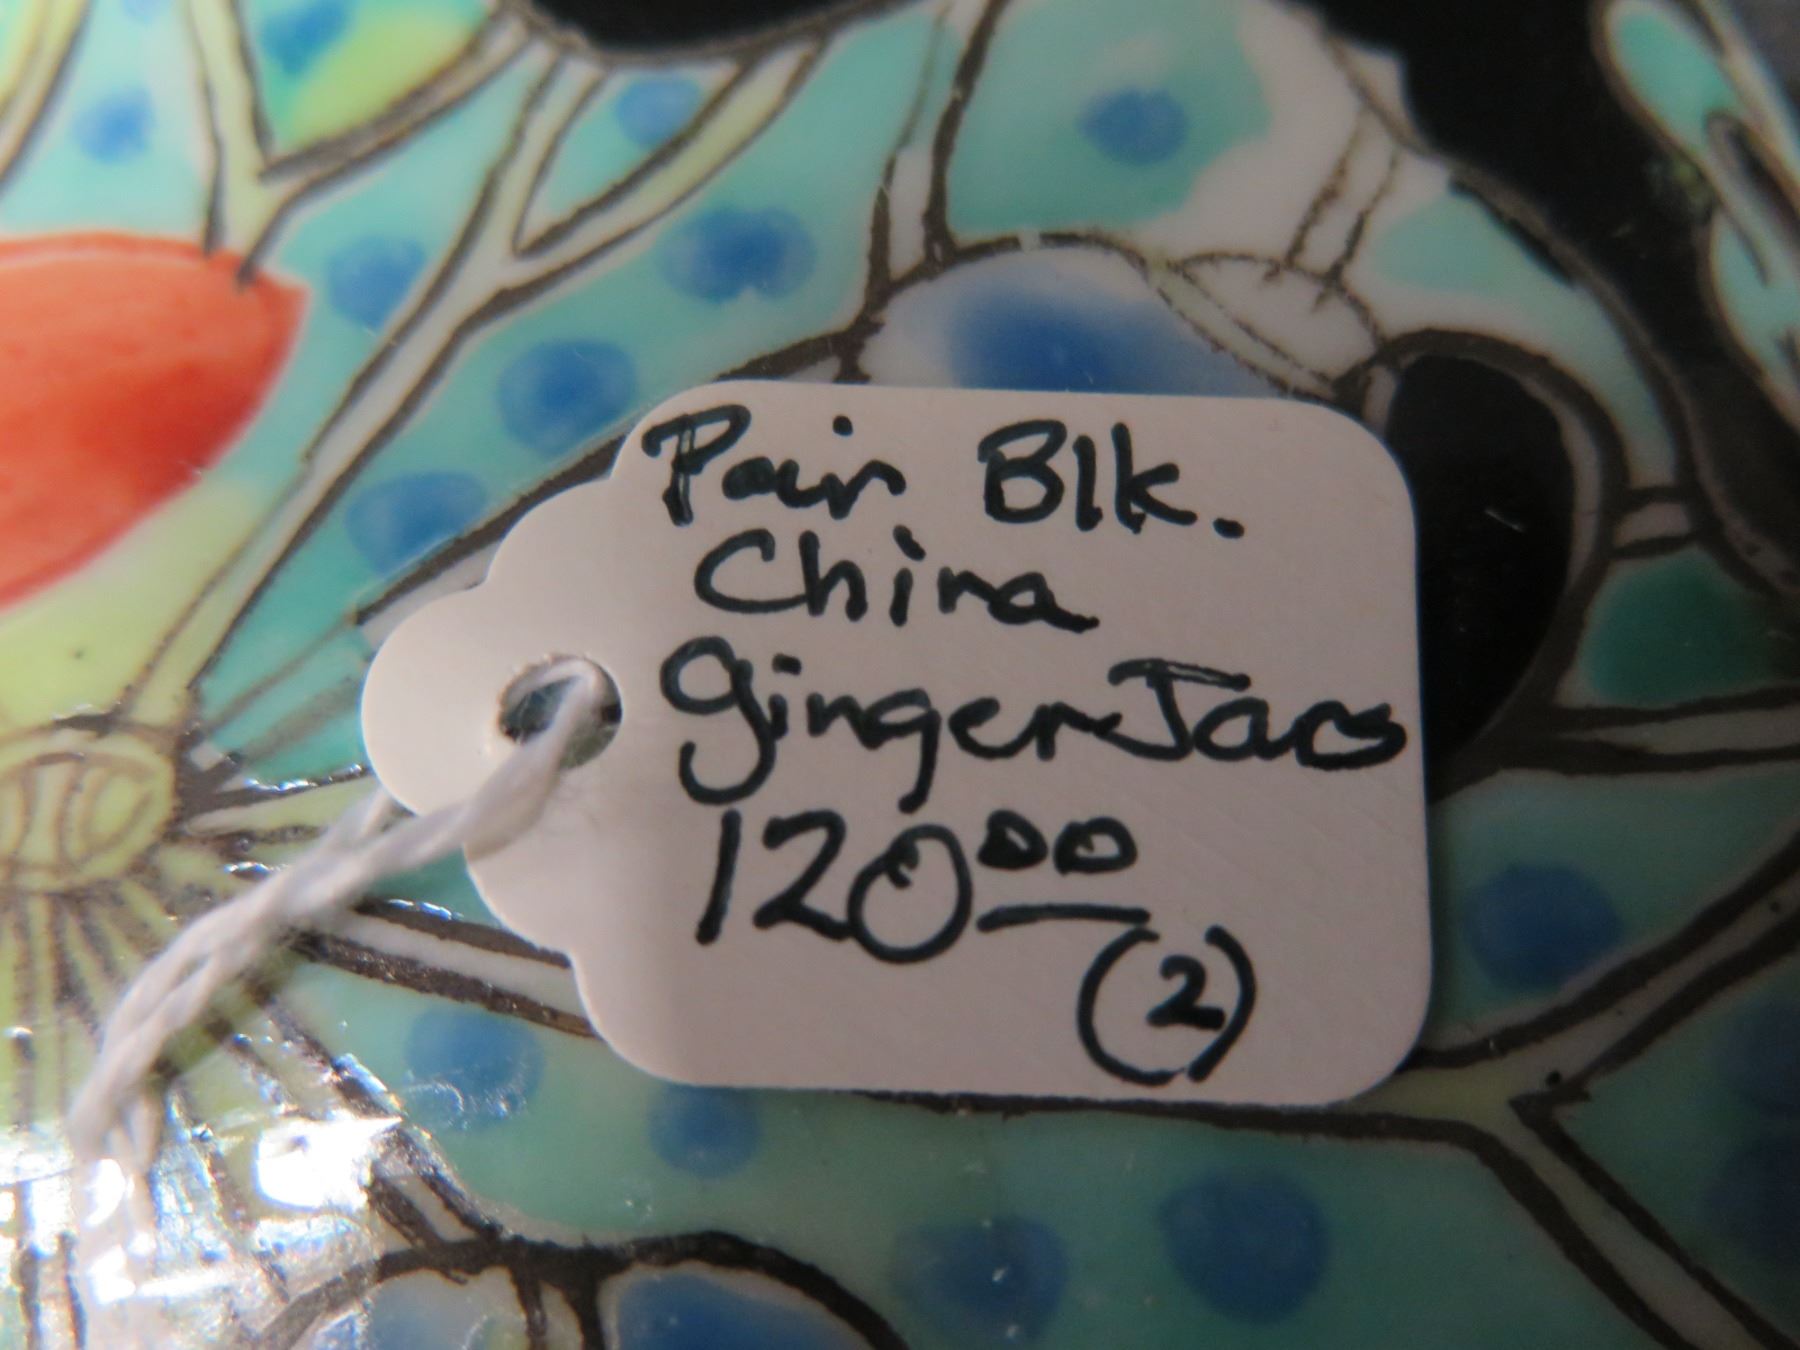 Pair Blk.
China
Ginger Jars
120.00
(2)